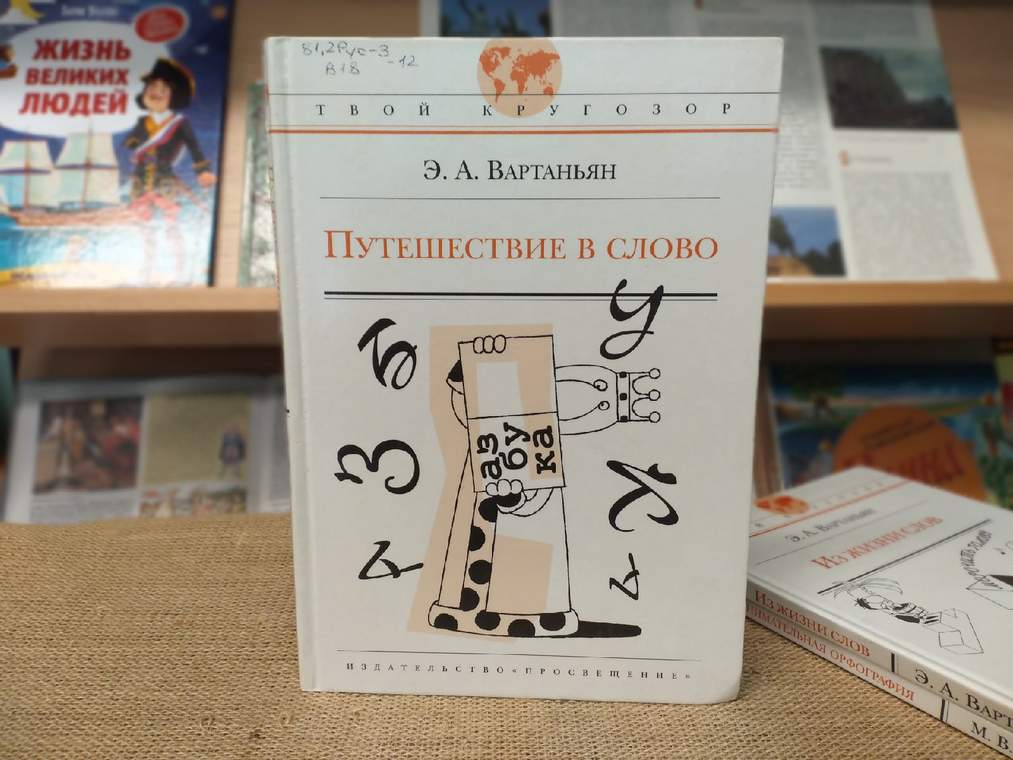 ЖИЗНЬ
ВЕЛИКИХ
ЛЮДЕЙ
81,2Рус-3
В18 -12
ТВОЙ КРУГОЗОР
Э. А. ВАРТАНЬЯН
ПУТЕШЕСТВИЕ В СЛОВО
Б
З
А
аз
бу
ка
У
К
А
ИЗДАТЕЛЬСТВО «ПРОСВЕЩЕНИЕ»
Э. А. ВАРТАНЬЯН
ИЗ ЖИЗНИ СЛОВ
ИЗ ЖИЗНИ СЛОВ
Э. А. ВАРТ
ОРФОГРАФИЯ
М. В.